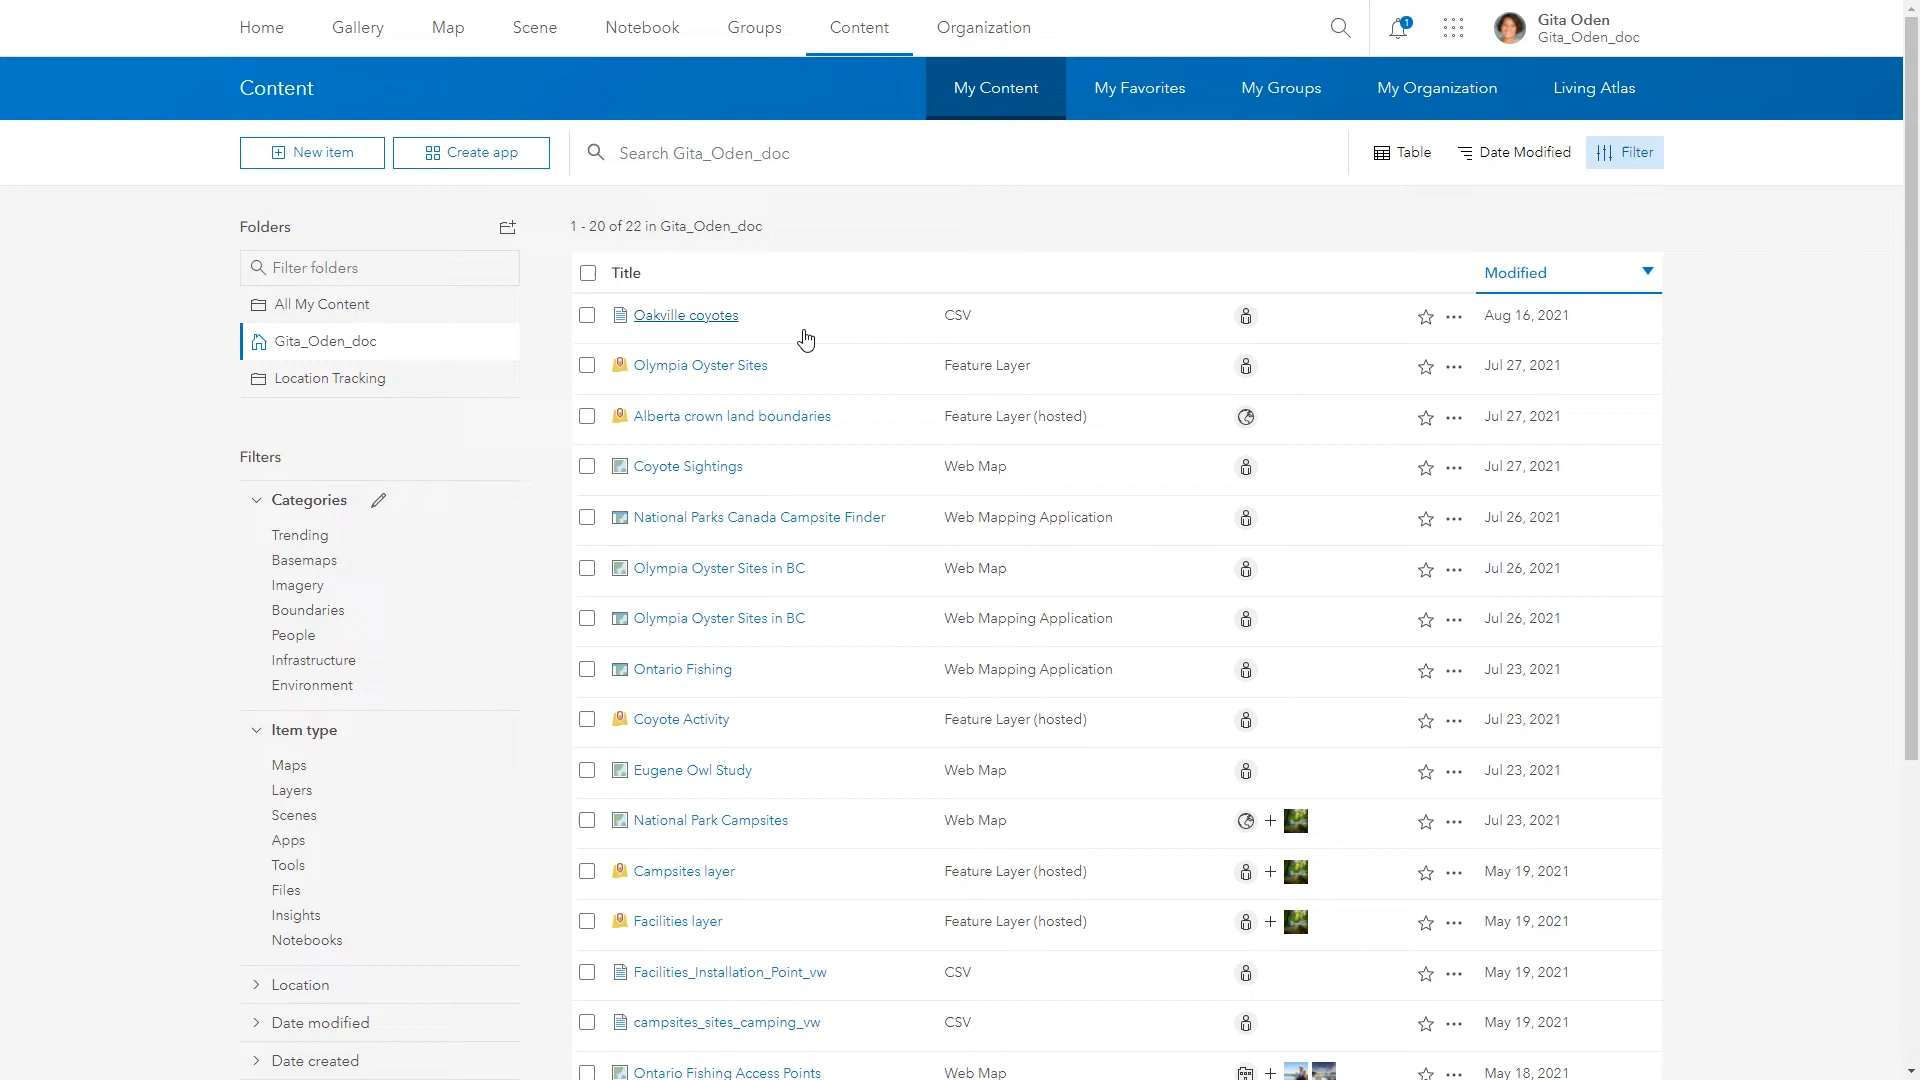 Home Gallery Map Scene Notebook Groups Content Organization 1 Gita Oden
Gita_Oden_doc
Content My Content My Favorites My Groups My Organization Living Atlas
New item Create app Search Gita_Oden_doc Table Date Modified Filter
Folders
Filter folders
All My Content
Gita_Oden_doc
Location Tracking
Filters
Categories
Trending
Basemaps
Imagery
Boundaries
People
Infrastructure
Environment
Item type
Maps
Layers
Scenes
Apps
Tools
Files
Insights
Notebooks
Location
Date modified
Date created
1 - 20 of 22 in Gita_Oden_doc
Title Modified
Oakville coyotes CSV Aug 16, 2021
Olympia Oyster Sites Feature Layer Jul 27, 2021
Alberta crown land boundaries Feature Layer (hosted) Jul 27, 2021
Coyote Sightings Web Map Jul 27, 2021
National Parks Canada Campsite Finder Web Mapping Application Jul 26, 2021
Olympia Oyster Sites in BC Web Map Jul 26, 2021
Olympia Oyster Sites in BC Web Mapping Application Jul 26, 2021
Ontario Fishing Web Mapping Application Jul 23, 2021
Coyote Activity Feature Layer (hosted) Jul 23, 2021
Eugene Owl Study Web Map Jul 23, 2021
National Park Campsites Web Map + Jul 23, 2021
Campsites layer Feature Layer (hosted) + May 19, 2021
Facilities layer Feature Layer (hosted) + May 19, 2021
Facilities_Installation_Point_vw CSV May 19, 2021
campsites_sites_camping_vw CSV May 19, 2021
Ontario Fishing Access Points Web Map + May 18, 2021